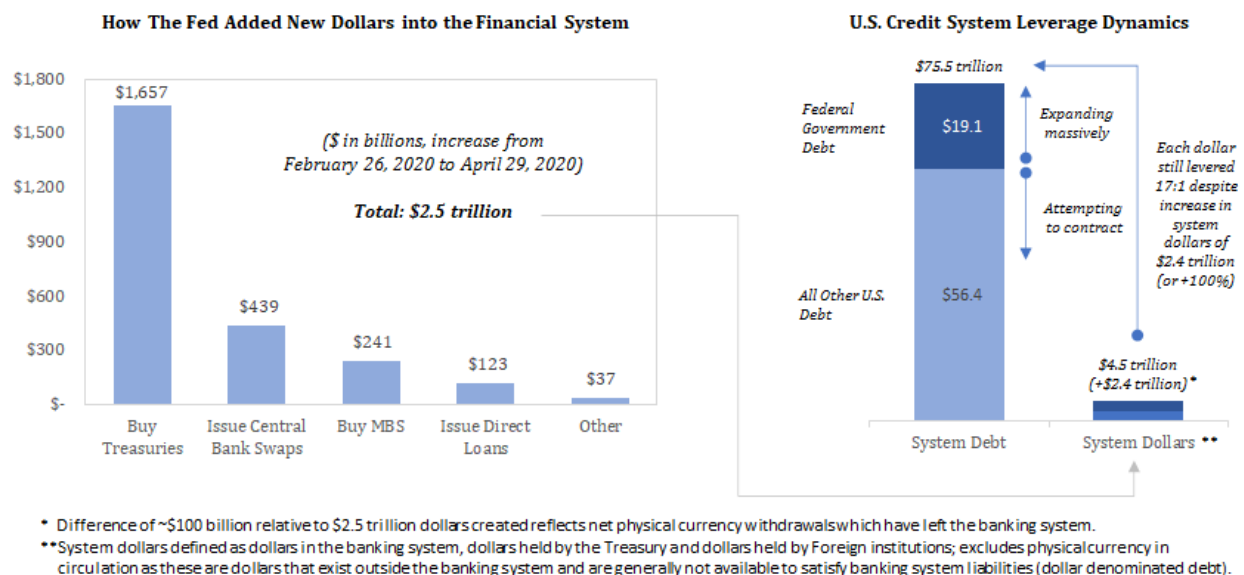 How The Fed Added New Dollars into the Financial System
$1,800
$1,500
$1,200
$900
$600
$300
$-
$1,657
$439
$241
$123
$37
($ in billions, increase from
February 26, 2020 to April 29, 2020)
Total: $2.5 trillion
Buy
Treasuries
Issue Central
Bank Swaps
Buy MBS
Issue Direct
Loans
Other
U.S. Credit System Leverage Dynamics
$75.5 trillion
Federal
Government
Debt
$19.1
Expanding
massively
Attempting
to contract
Each dollar
still levered
17:1 despite
increase in
system
dollars of
$2.4 trillion
(or +100%)
All Other U.S.
Debt
$56.4
$4.5 trillion
(+$2.4 trillion)*
System Debt
System Dollars **
* Difference of ~$100 billion relative to $2.5 trillion dollars created reflects net physical currency withdrawals which have left the banking system.
**System dollars defined as dollars in the banking system, dollars held by the Treasury and dollars held by Foreign institutions; excludes physical currency in
circulation as these are dollars that exist outside the banking system and are generally not available to satisfy banking system liabilities (dollar denominated debt).